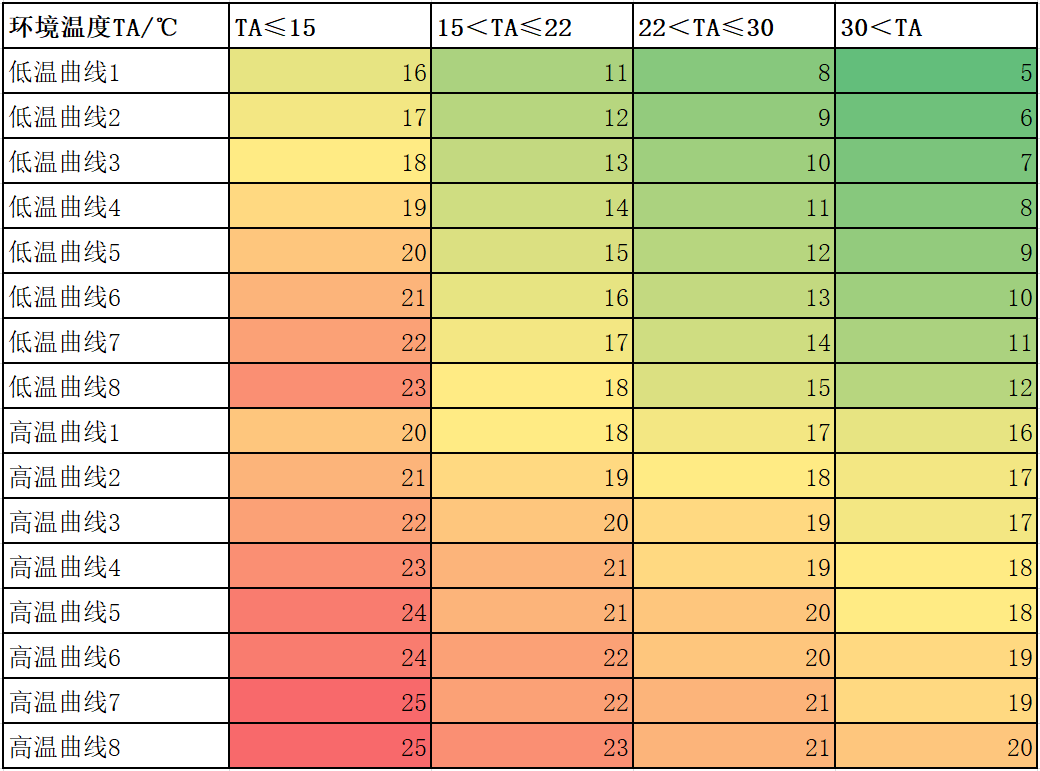 环境温度TA/℃ TA≤15 15＜TA≤22 22＜TA≤30 30＜TA
低温曲线1 16 11 8 5
低温曲线2 17 12 9 6
低温曲线3 18 13 10 7
低温曲线4 19 14 11 8
低温曲线5 20 15 12 9
低温曲线6 21 16 13 10
低温曲线7 22 17 14 11
低温曲线8 23 18 15 12
高温曲线1 20 18 17 16
高温曲线2 21 19 18 17
高温曲线3 22 20 19 17
高温曲线4 23 21 19 18
高温曲线5 24 21 20 18
高温曲线6 24 22 20 19
高温曲线7 25 22 21 19
高温曲线8 25 23 21 20